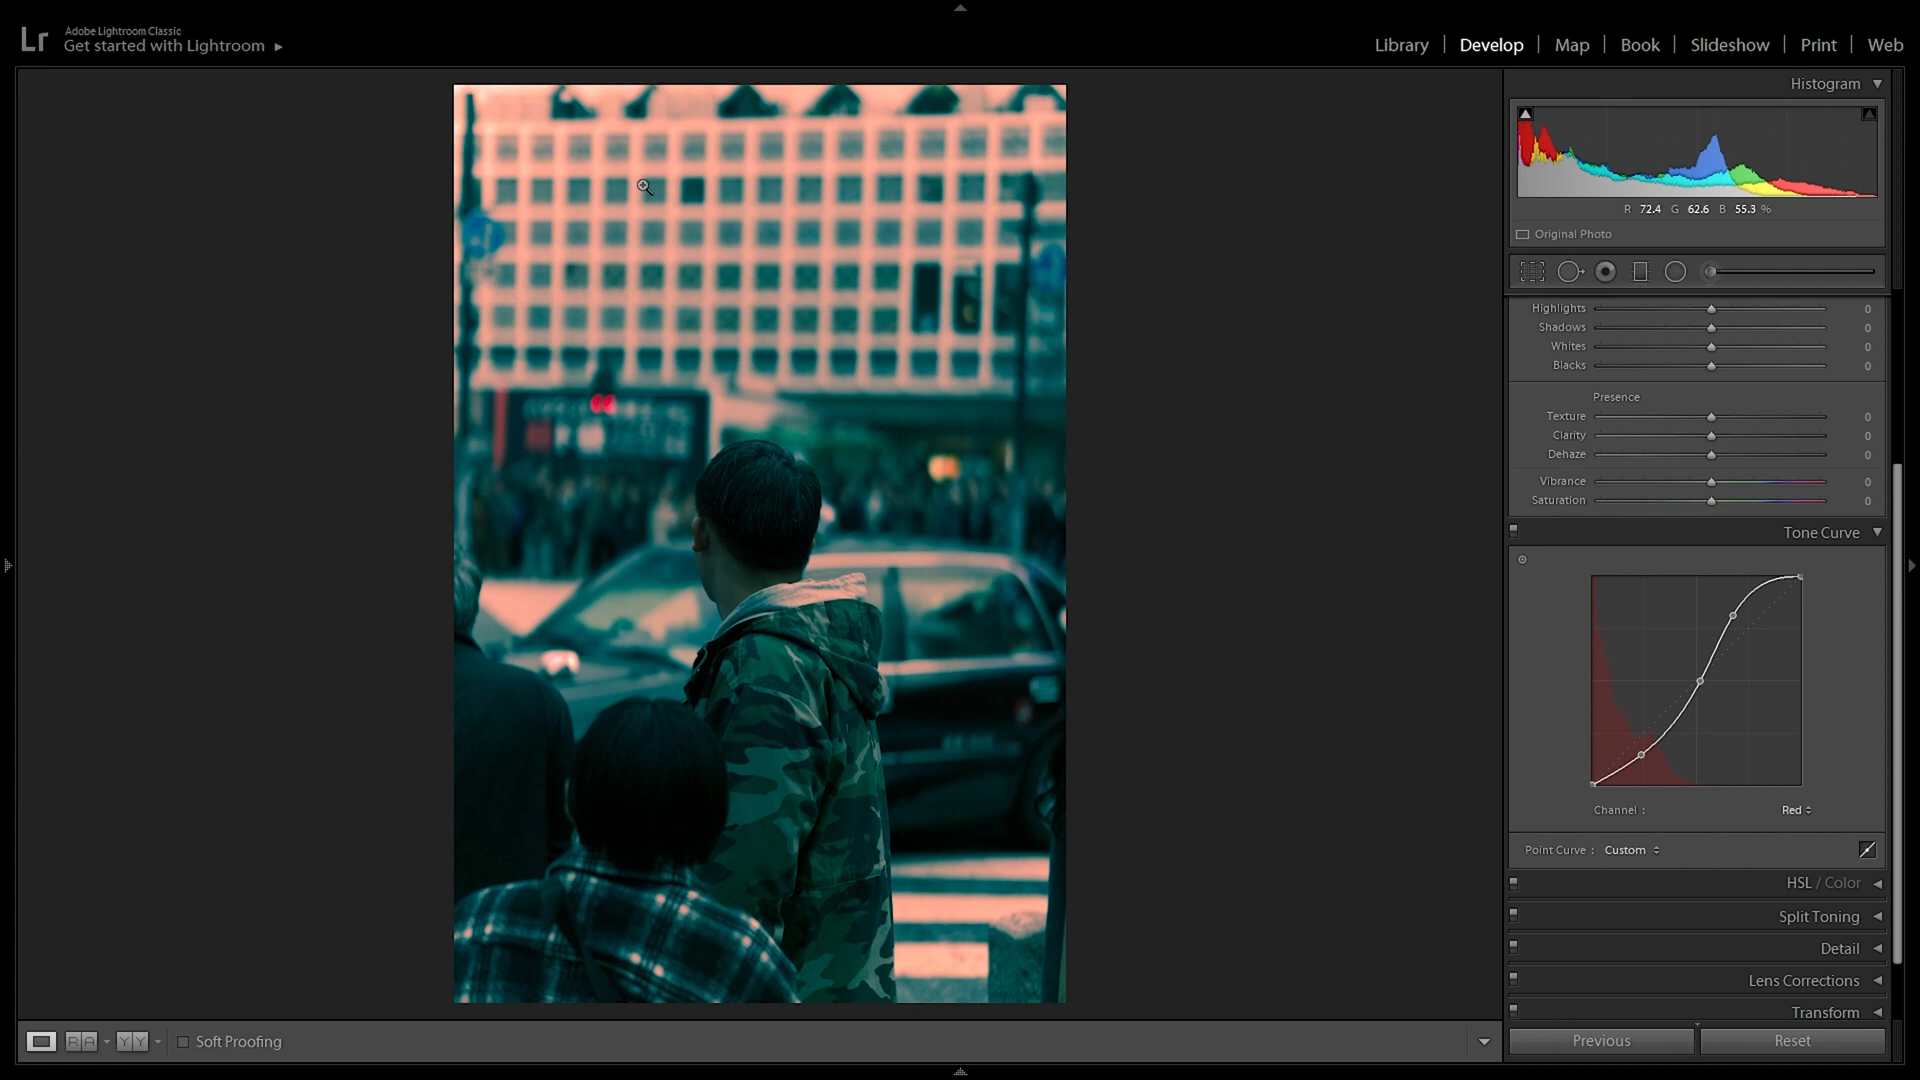 Lr
Adobe Lightroom Classic
Get started with Lightroom
Library | Develop | Map | Book | Slideshow | Print | Web
Histogram
R 72.4 G 62.6 B 55.3 %
Original Photo
Highlights 0
Shadows 0
Whites 0
Blacks 0
Presence
Texture 0
Clarity 0
Dehaze 0
Vibrance 0
Saturation 0
Tone Curve
Channel : Red
Point Curve : Custom
HSL / Color
Split Toning
Detail
Lens Corrections
Transform
R A Y Y Soft Proofing
Previous Reset